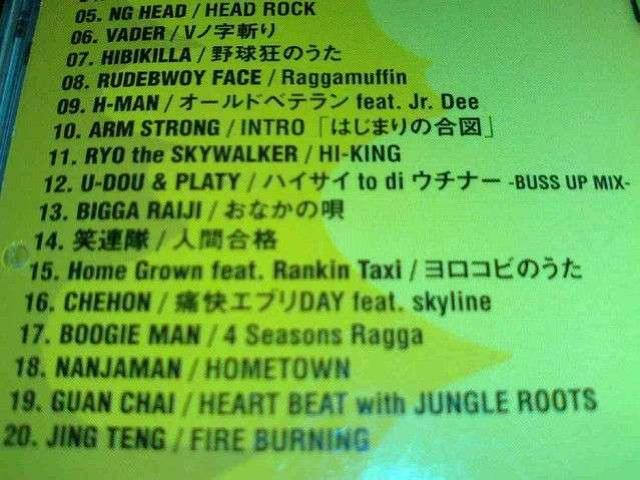 05. NG HEAD / HEAD ROCK
06. VADER / Vノ字斬り
07. HIBIKILLA / 野球狂のうた
08. RUDEBWOY FACE / Raggamuffin
09. H-MAN / オールドベテラン feat. Jr. Dee
10. ARM STRONG / INTRO「はじまりの合図」
11. RYO the SKYWALKER / HI-KING
12. U-DOU & PLATY / ハイサイ to di ウチナー -BUSS UP MIX-
13. BIGGA RAIJI / おなかの唄
14. 笑連隊 / 人間合格
15. Home Grown feat. Rankin Taxi / ヨロコビのうた
16. CHEHON / 痛快エブリDAY feat. skyline
17. BOOGIE MAN / 4 Seasons Ragga
18. NANJAMAN / HOMETOWN
19. GUAN CHAI / HEART BEAT with JUNGLE ROOTS
20. JING TENG / FIRE BURNING